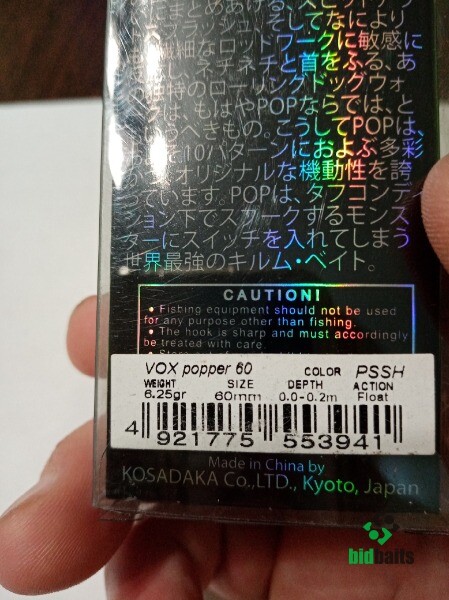 にまとめあげる、スピットサウ
フラッシュ、そしてなにより
繊細なロッドワークに敏感に
し、ネチネチと首をふる、あ
独特のローリングドッグウォ
、もはやPOPならでは、と
うべきもの。こうしてPOPは、
10パターンにおよぶ多彩
オリジナルな機動性を誇
っています。POPは、タフコンデ
ション下でスクークするモンス
ターにスイッチを入れてしまう
世界最強のキルム・ベイト。
CAUTION!
• Fishing equipment should not be used
for any purpose other than fishing.
• The hook is sharp and must accordingly
be treated with care.
VOX popper 60 COLOR PSSH
WEIGHT SIZE DEPTH ACTION
6.25gr 60mm 0.0-0.2m Float
4 921775 553941
Made in China by
KOSADAKA Co.,LTD., Kyoto, Japan
bidbaits